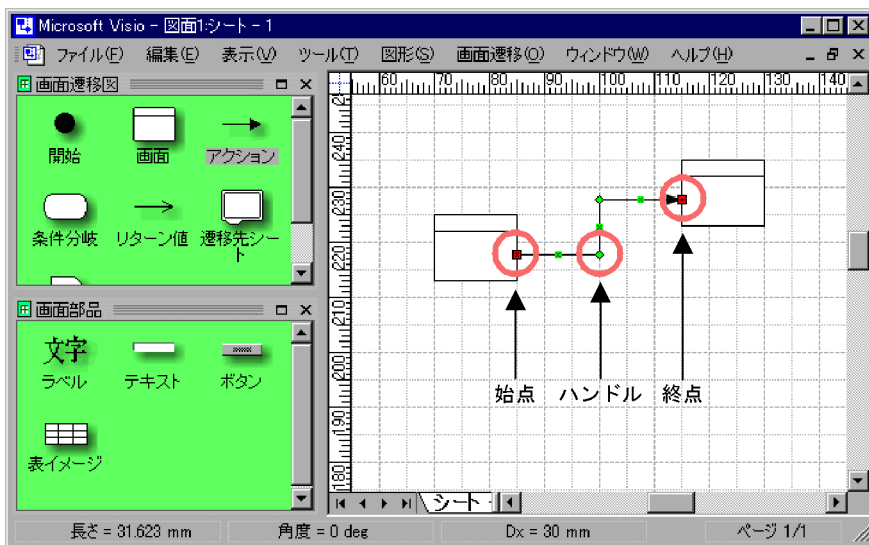 Microsoft Visio - 図面1:シート - 1
ファイル(F) 編集(E) 表示(V) ツール(T) 図形(S) 画面遷移(O) ウィンドウ(W) ヘルプ(H)
画面遷移図
開始 画面 アクション
条件分岐 リターン値 遷移先シー
ト
画面部品
文字
ラベル テキスト ボタン
表イメージ
60 70 80 90 100 110 120 130 140
240
230
220
210
200
190
180
始点 ハンドル 終点
シート -
長さ = 31.623 mm 角度 = 0 deg Dx = 30 mm ページ 1/1